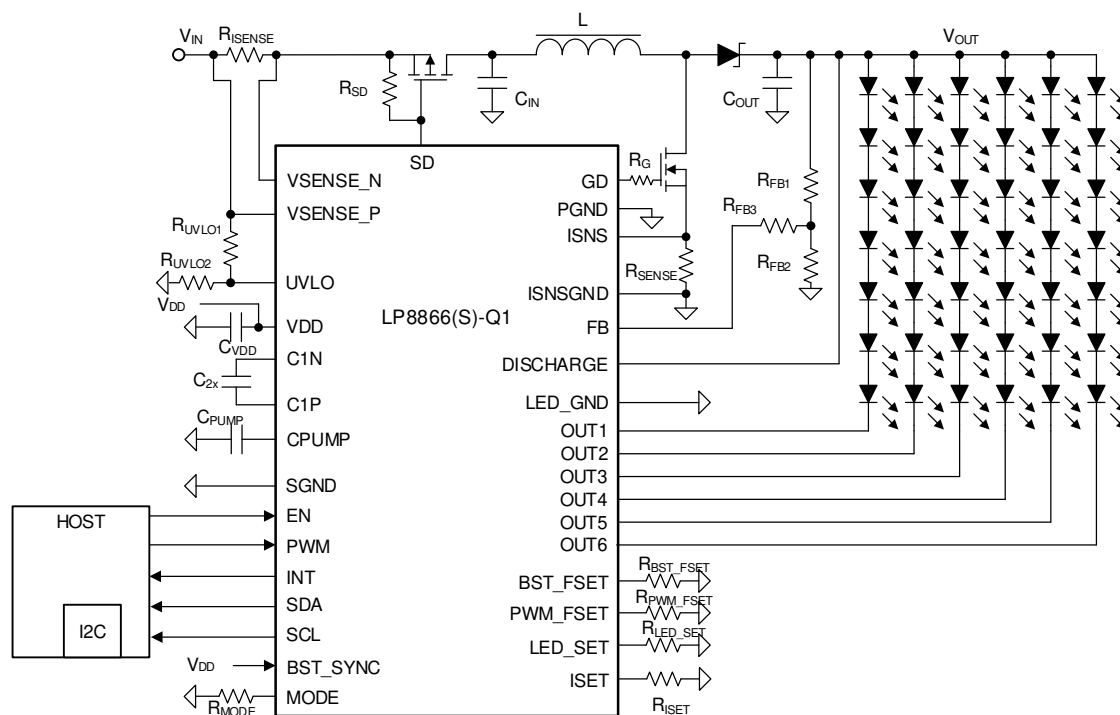 VIN
RISENSE
L
VOUT
RSD
CIN
COUT
SD
RG
GD
VSENSE_N
VSENSE_P
PGND
RFB1
RFB3
RUVLO1
ISNS
RUVLO2
RSENSE
RFB2
UVLO
ISNSGND
VDD
LP8866(S)-Q1
VDD
FB
CVDD
C1N
DISCHARGE
C2x
C1P
LED_GND
CPUMP
CPUMP
OUT1
OUT2
SGND
OUT3
OUT4
HOST
EN
OUT5
PWM
OUT6
INT
RBST_FSET
BST_FSET
SDA
RPWM_FSET
PWM_FSET
I2C
SCL
RLED_SET
LED_SET
VDD
BST_SYNC
ISET
MODE
RMODE
RISET